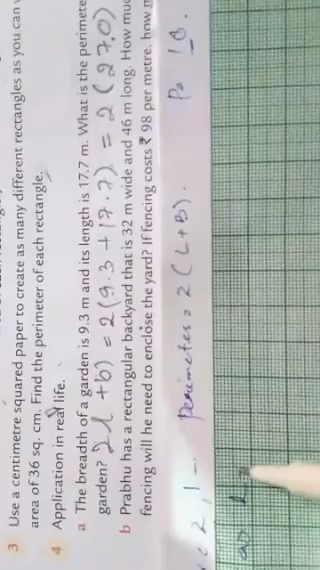 3 Use a centimetre squared paper to create as many different rectangles as you can
area of 36 sq. cm. Find the perimeter of each rectangle.
4 Application in real life.
a The breadth of a garden is 9.3 m and its length is 17.7 m. What is the perimete
garden? 2(l+b) = 2(9.3+17.7) = 2(27.0)
b Prabhu has a rectangular backyard that is 32 m wide and 46 m long. How muc
fencing will he need to enclose the yard? If fencing costs ₹ 98 per metre, how m
Perimeter = 2(L+B).